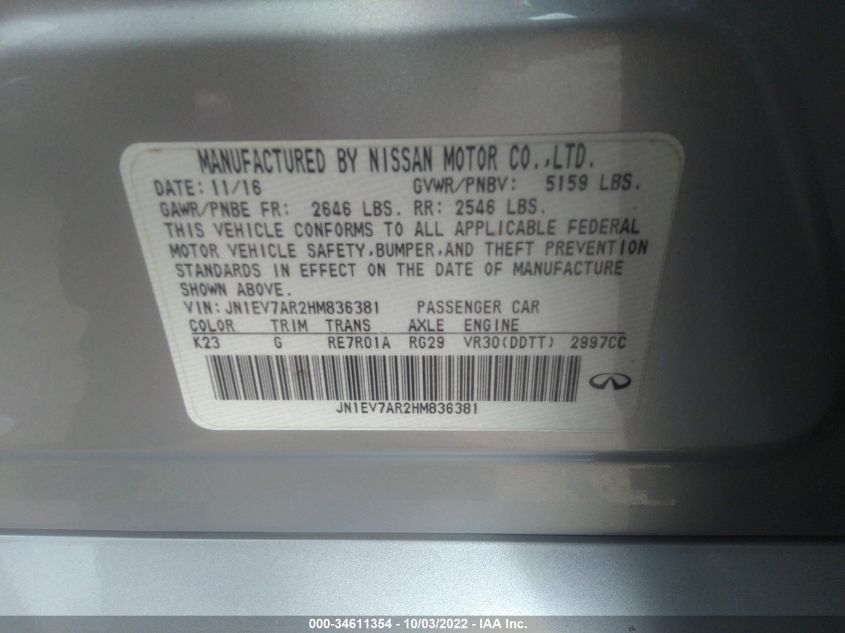 MANUFACTURED BY NISSAN MOTOR CO.,LTD.
DATE: 11/16 GVWR/PNBV: 5159 LBS.
GAWR/PNBE FR: 2646 LBS. RR: 2546 LBS.
THIS VEHICLE CONFORMS TO ALL APPLICABLE FEDERAL
MOTOR VEHICLE SAFETY,BUMPER,AND THEFT PREVENTION
STANDARDS IN EFFECT ON THE DATE OF MANUFACTURE
SHOWN ABOVE.
VIN: JN1EV7AR2HM836381 PASSENGER CAR
COLOR TRIM TRANS AXLE ENGINE
K23 G RE7R01A RG29 VR30(DDTT) 2997CC
JN1EV7AR2HM836381
000-34611354 - 10/03/2022 - IAA Inc.